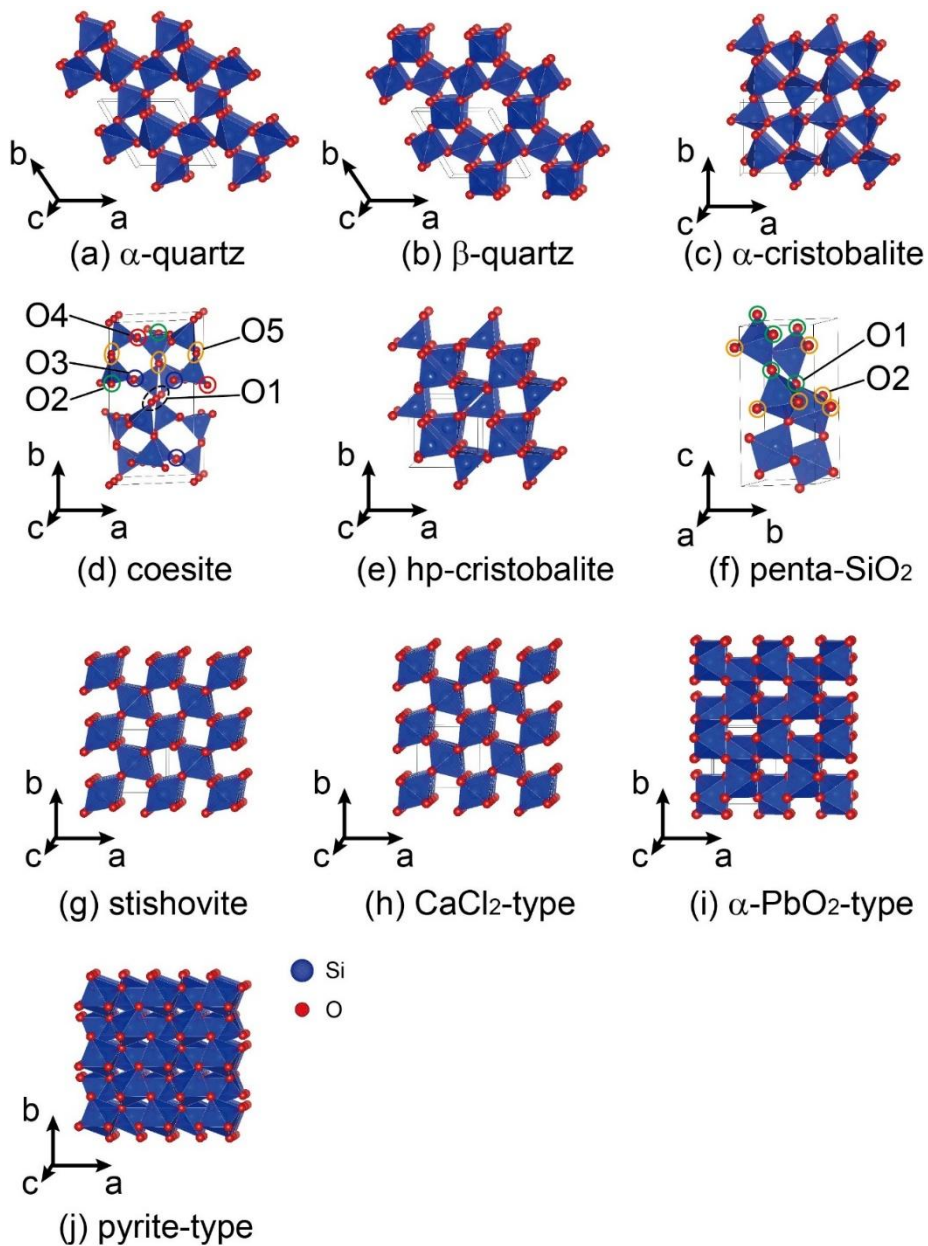 b
c
a
(a) α-quartz
b
c
a
(b) β-quartz
b
c
a
(c) α-cristobalite
O4
O5
O3
O2
O1
b
c
a
(d) coesite
b
c
a
(e) hp-cristobalite
O1
O2
c
a
b
(f) penta-SiO₂
b
c
a
(g) stishovite
b
c
a
(h) CaCl₂-type
b
c
a
(i) α-PbO₂-type
b
c
a
(j) pyrite-type
Si
O